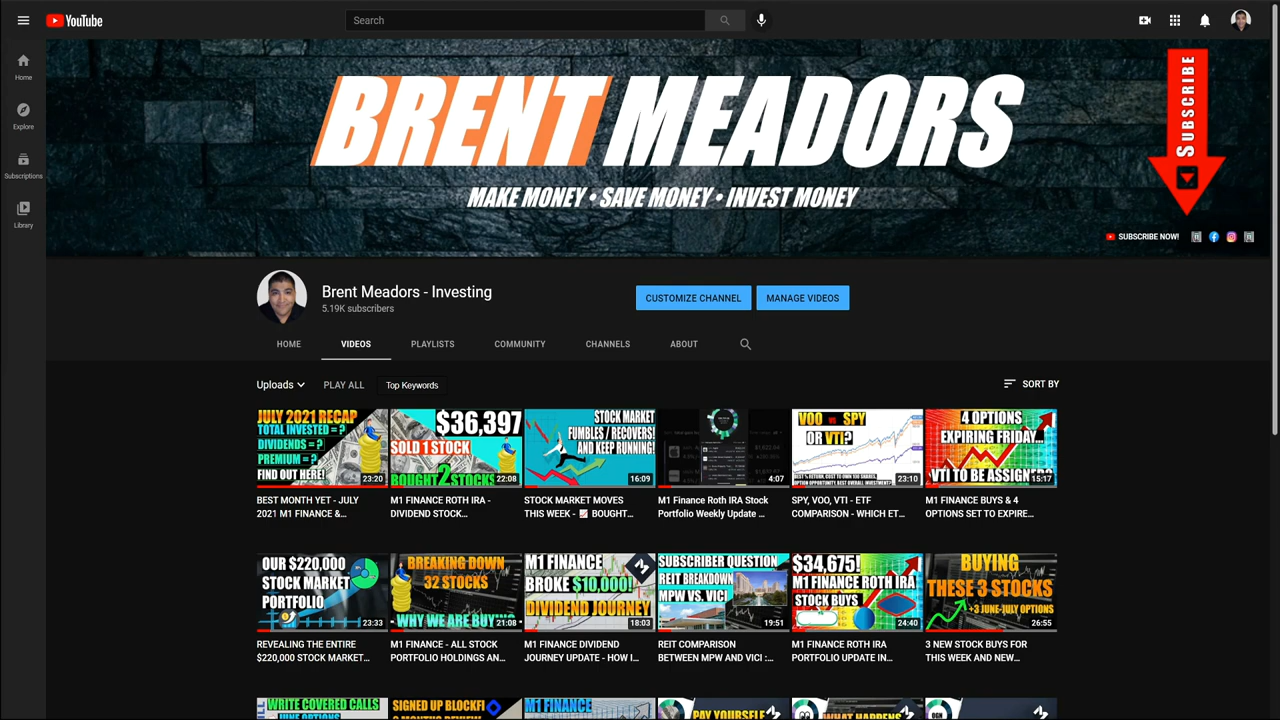 YouTube
Search
Home
Explore
Subscriptions
Library
BRENT MEADORS
MAKE MONEY • SAVE MONEY • INVEST MONEY
SUBSCRIBE
SUBSCRIBE NOW!
Brent Meadors - Investing
5.19K subscribers
CUSTOMIZE CHANNEL
MANAGE VIDEOS
HOME
VIDEOS
PLAYLISTS
COMMUNITY
CHANNELS
ABOUT
Uploads
PLAY ALL
Top Keywords
SORT BY
JULY 2021 RECAP
TOTAL INVESTED = ?
DIVIDENDS = ?
PREMIUM = ?
FIND OUT HERE!
23:20
BEST MONTH YET - JULY
2021 M1 FINANCE &...
$36,397
SOLD 1 STOCK
BOUGHT 2 STOCKS
22:08
M1 FINANCE ROTH IRA -
DIVIDEND STOCK...
STOCK MARKET
FUMBLES / RECOVERS!
AND KEEP RUNNING!
16:09
STOCK MARKET MOVES
THIS WEEK - 📈 BOUGHT...
4:07
M1 Finance Roth IRA Stock
Portfolio Weekly Update ...
VOO vs SPY
OR VTI?
23:10
SPY, VOO, VTI - ETF
COMPARISON - WHICH ET...
4 OPTIONS
EXPIRING FRIDAY...
VTI TO BE ASSIGNED?
15:17
M1 FINANCE BUYS & 4
OPTIONS SET TO EXPIRE...
OUR $220,000
STOCK MARKET
PORTFOLIO
23:33
REVEALING THE ENTIRE
$220,000 STOCK MARKET...
BREAKING DOWN
32 STOCKS
WHY WE ARE BUYIN
21:08
M1 FINANCE - ALL STOCK
PORTFOLIO HOLDINGS AN...
M1 FINANCE
BROKE $10,000!
DIVIDEND JOURNEY
18:03
M1 FINANCE DIVIDEND
JOURNEY UPDATE - HOW I...
SUBSCRIBER QUESTION
REIT BREAKDOWN
MPW VS. VICI
19:51
REIT COMPARISON
BETWEEN MPW AND VICI :...
$34,675!
M1 FINANCE ROTH IRA
STOCK BUYS
24:40
M1 FINANCE ROTH IRA
PORTFOLIO UPDATE IN...
BUYING
THESE 3 STOCKS
+3 JUNE-JULY OPTIONS
26:55
3 NEW STOCK BUYS FOR
THIS WEEK AND NEW...
WRITE COVERED CALLS
JUNE OPTIONS
SIGNED UP BLOCKFI
M1 FINANCE
PAY YOURSELF
WHAT HAPPENS